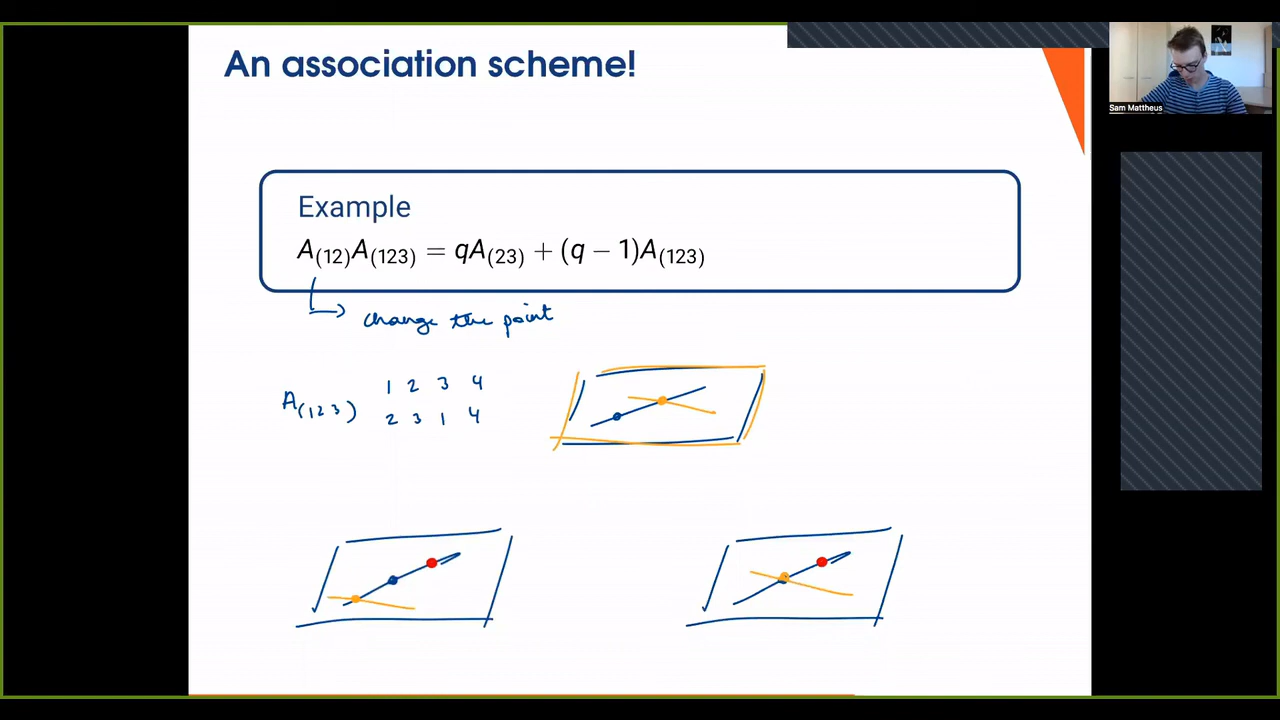 An association scheme!
Sam Mattheus
Example
A(12)A(123) = qA(23) + (q − 1)A(123)
change the point
1 2 3 4
A(123)
2 3 1 4